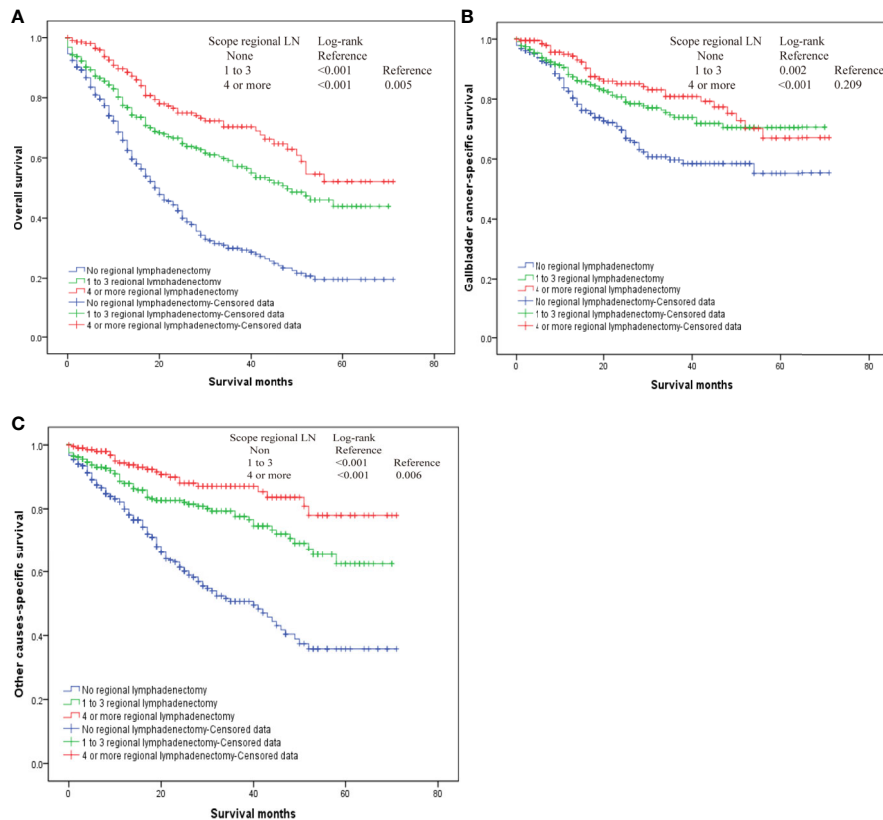 A
Scope regional LN Log-rank
None Reference
1 to 3 <0.001 Reference
4 or more <0.001 0.005
Overall survival
1.0
0.8
0.6
0.4
0.2
0.0
No regional lymphadenectomy
1 to 3 regional lymphadenectomy
4 or more regional lymphadenectomy
No regional lymphadenectomy-Censored data
1 to 3 regional lymphadenectomy-Censored data
4 or more regional lymphadenectomy-Censored data
0 20 40 60 80
Survival months
B
Scope regional LN Log-rank
None Reference
1 to 3 0.002 Reference
4 or more <0.001 0.209
Gallbladder cancer-specific survival
1.0
0.8
0.6
0.4
0.2
0.0
No regional lymphadenectomy
1 to 3 regional lymphadenectomy
4 or more regional lymphadenectomy
No regional lymphadenectomy-Censored data
1 to 3 regional lymphadenectomy-Censored data
4 or more regional lymphadenectomy-Censored data
0 20 40 60 80
Survival months
C
Scope regional LN Log-rank
Non Reference
1 to 3 <0.001 Reference
4 or more <0.001 0.006
Other causes-specific survival
1.0
0.8
0.6
0.4
0.2
0.0
No regional lymphadenectomy
1 to 3 regional lymphadenectomy
4 or more regional lymphadenectomy
No regional lymphadenectomy-Censored data
1 to 3 regional lymphadenectomy-Censored data
4 or more regional lymphadenectomy-Censored data
0 20 40 60 80
Survival months